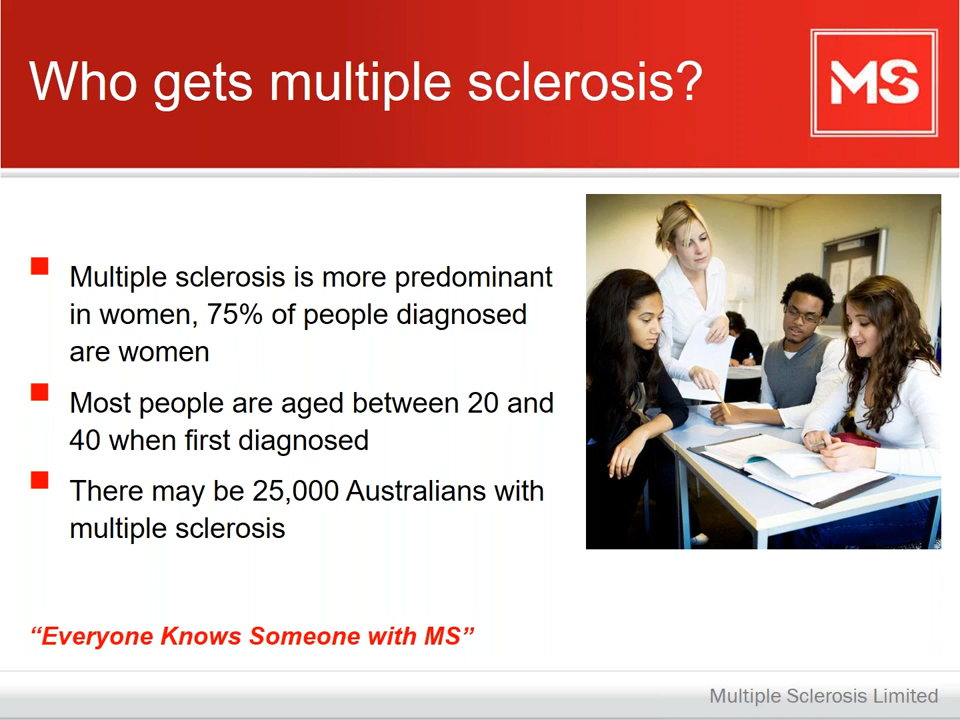 Who gets multiple sclerosis?
MS
Multiple sclerosis is more predominant
in women, 75% of people diagnosed
are women
Most people are aged between 20 and
40 when first diagnosed
There may be 25,000 Australians with
multiple sclerosis
“Everyone Knows Someone with MS”
Multiple Sclerosis Limited